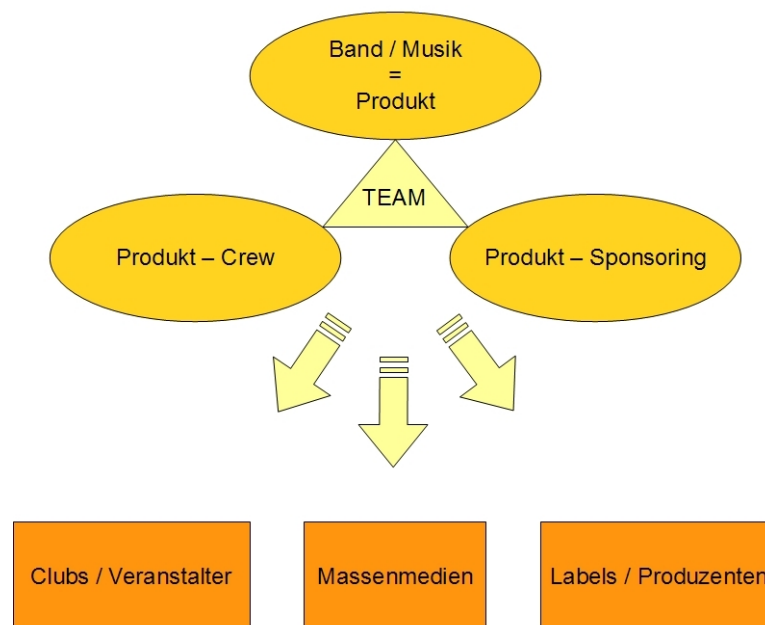 Band / Musik
=
Produkt
TEAM
Produkt – Crew
Produkt – Sponsoring
Clubs / Veranstalter
Massenmedien
Labels / Produzenten